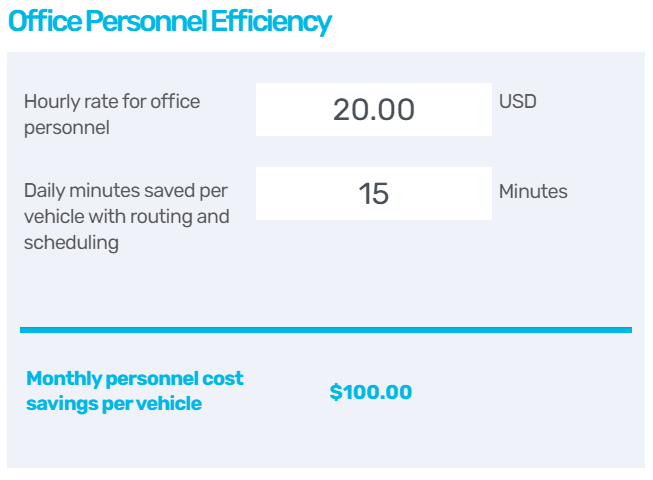 Office Personnel Efficiency
Hourly rate for office
personnel
20.00
USD
Daily minutes saved per
vehicle with routing and
scheduling
15
Minutes
Monthly personnel cost
savings per vehicle
$100.00